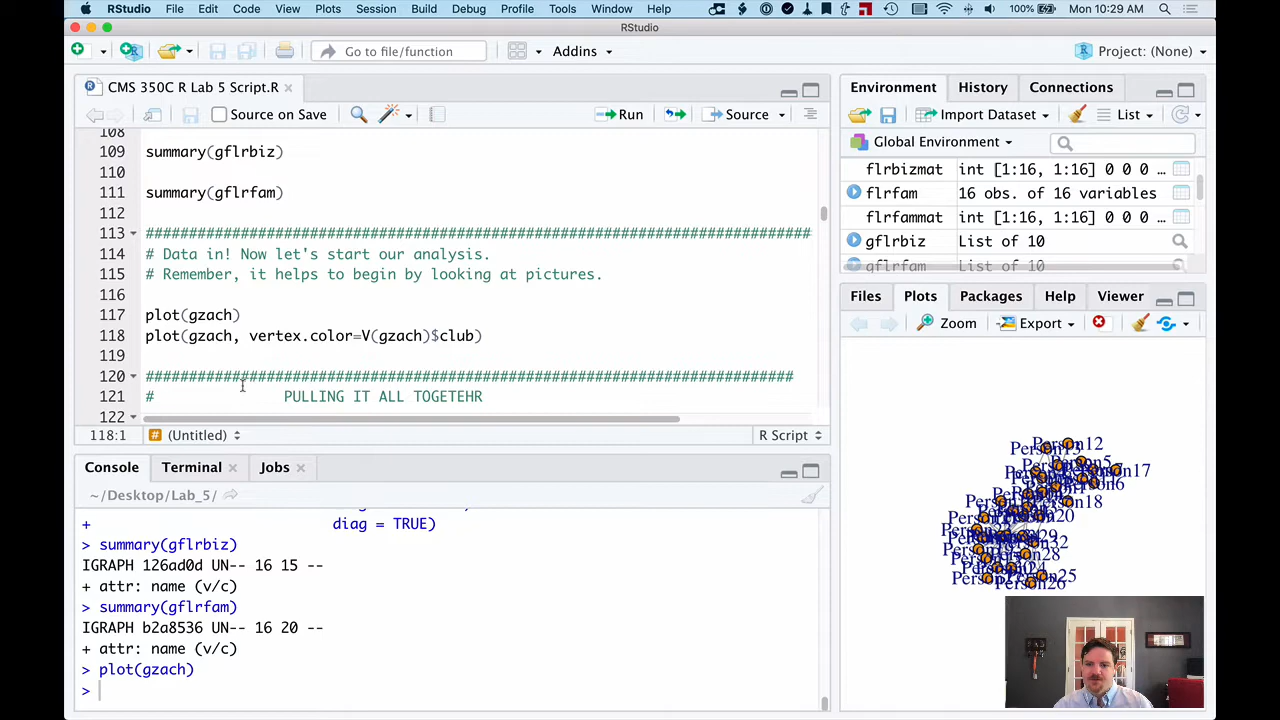 RStudio File Edit Code View Plots Session Build Debug Profile Tools Window Help 100% Mon 10:29 AM
RStudio
Go to file/function Addins Project: (None)
CMS 350C R Lab 5 Script.R
Source on Save Run Source
108
109 summary(gflrbiz)
110
111 summary(gflrfam)
112
113 #############################################################################
114 # Data in! Now let's start our analysis.
115 # Remember, it helps to begin by looking at pictures.
116
117 plot(gzach)
118 plot(gzach, vertex.color=V(gzach)$club)
119
120 ###########################################################################
121 # PULLING IT ALL TOGETEHR
122
118:1 # (Untitled) R Script
Console Terminal Jobs
~/Desktop/Lab_5/
+ diag = TRUE)
> summary(gflrbiz)
IGRAPH 126ad0d UN-- 16 15 --
+ attr: name (v/c)
> summary(gflrfam)
IGRAPH b2a8536 UN-- 16 20 --
+ attr: name (v/c)
> plot(gzach)
>
Environment History Connections
Import Dataset List
Global Environment
flrbizmat int [1:16, 1:16] 0 0 0 …
flrfam 16 obs. of 16 variables
flrfammat int [1:16, 1:16] 0 0 0 …
gflrbiz List of 10
gflrfam List of 10
Files Plots Packages Help Viewer
Zoom Export
Person12
Person18
Person25
Person26